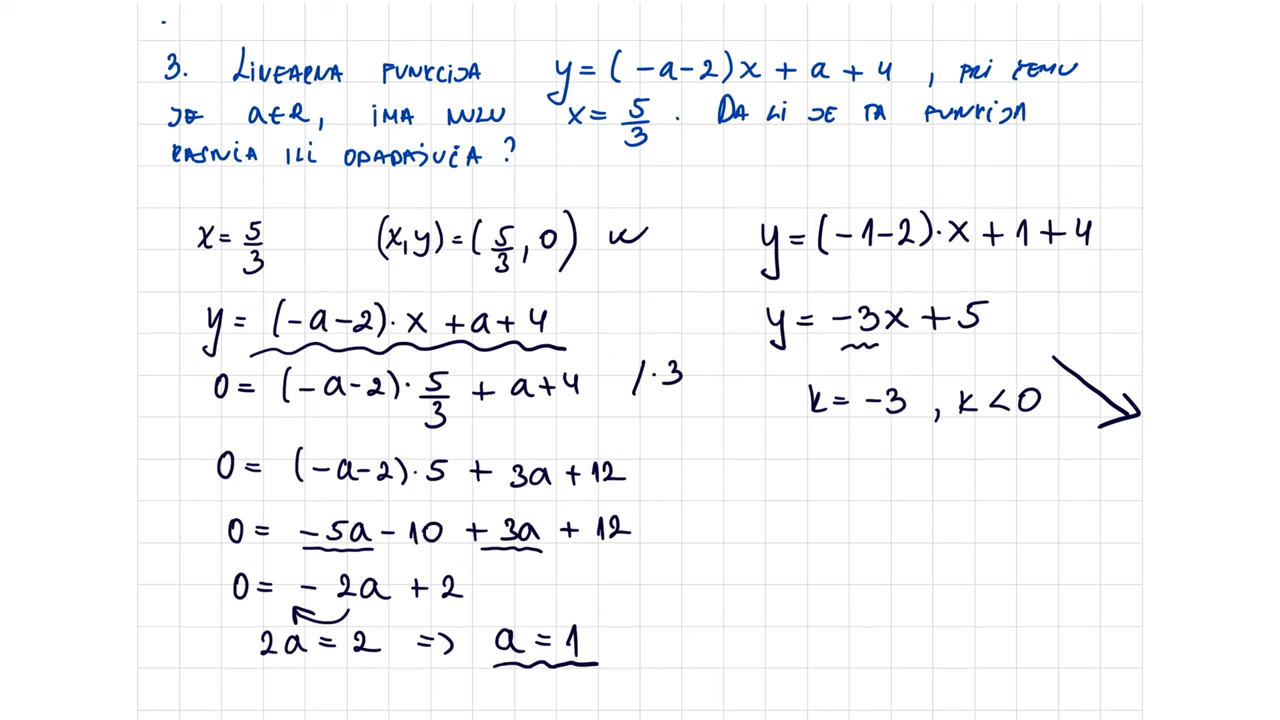 3. LINEARNA FUNKCIJA y = (-a-2)x + a + 4 , PRI ČEMU
JE a∈R, IMA NULU x = 5/3 . DA LI JE TA FUNKCIJA
RASTUĆA ILI OPADAJUĆA ?
x = 5/3 (x,y) = (5/3, 0)
y = (-a-2)·x + a + 4
0 = (-a-2)·5/3 + a + 4 /·3
0 = (-a-2)·5 + 3a + 12
0 = -5a - 10 + 3a + 12
0 = - 2a + 2
2a = 2 => a = 1
y = (-1-2)·x + 1 + 4
y = -3x + 5
k = -3 , k < 0